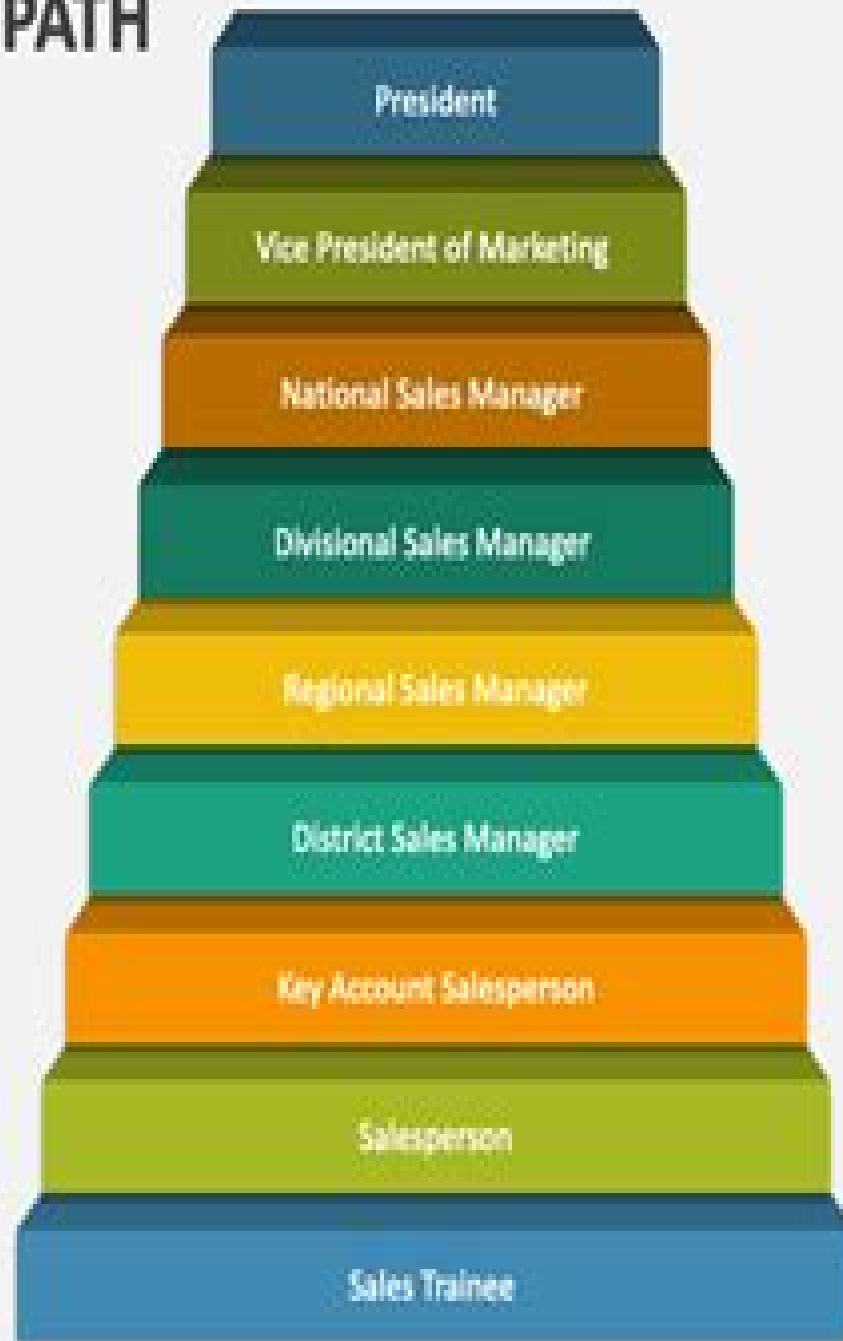 PATH
President
Vice President of Marketing
National Sales Manager
Divisional Sales Manager
Regional Sales Manager
District Sales Manager
Key Account Salesperson
Salesperson
Sales Trainee